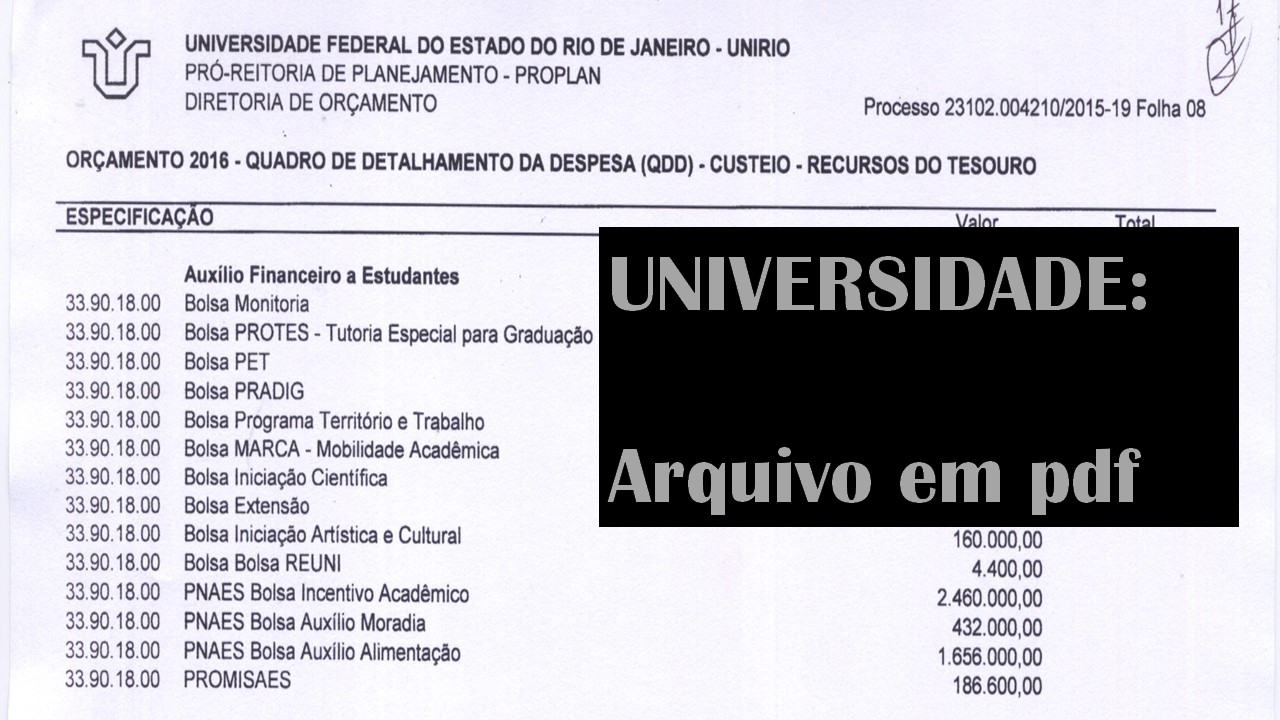 UNIVERSIDADE FEDERAL DO ESTADO DO RIO DE JANEIRO - UNIRIO
PRÓ-REITORIA DE PLANEJAMENTO - PROPLAN
DIRETORIA DE ORÇAMENTO
Processo 23102.004210/2015-19 Folha 08
ORÇAMENTO 2016 - QUADRO DE DETALHAMENTO DA DESPESA (QDD) - CUSTEIO - RECURSOS DO TESOURO
ESPECIFICAÇÃO Valor Total
Auxílio Financeiro a Estudantes
33.90.18.00 Bolsa Monitoria
33.90.18.00 Bolsa PROTES - Tutoria Especial para Graduação
33.90.18.00 Bolsa PET
33.90.18.00 Bolsa PRADIG
33.90.18.00 Bolsa Programa Território e Trabalho
33.90.18.00 Bolsa MARCA - Mobilidade Acadêmica
33.90.18.00 Bolsa Iniciação Científica
33.90.18.00 Bolsa Extensão
33.90.18.00 Bolsa Iniciação Artística e Cultural 160.000,00
33.90.18.00 Bolsa Bolsa REUNI 4.400,00
33.90.18.00 PNAES Bolsa Incentivo Acadêmico 2.460.000,00
33.90.18.00 PNAES Bolsa Auxílio Moradia 432.000,00
33.90.18.00 PNAES Bolsa Auxílio Alimentação 1.656.000,00
33.90.18.00 PROMISAES 186.600,00
UNIVERSIDADE:
Arquivo em pdf